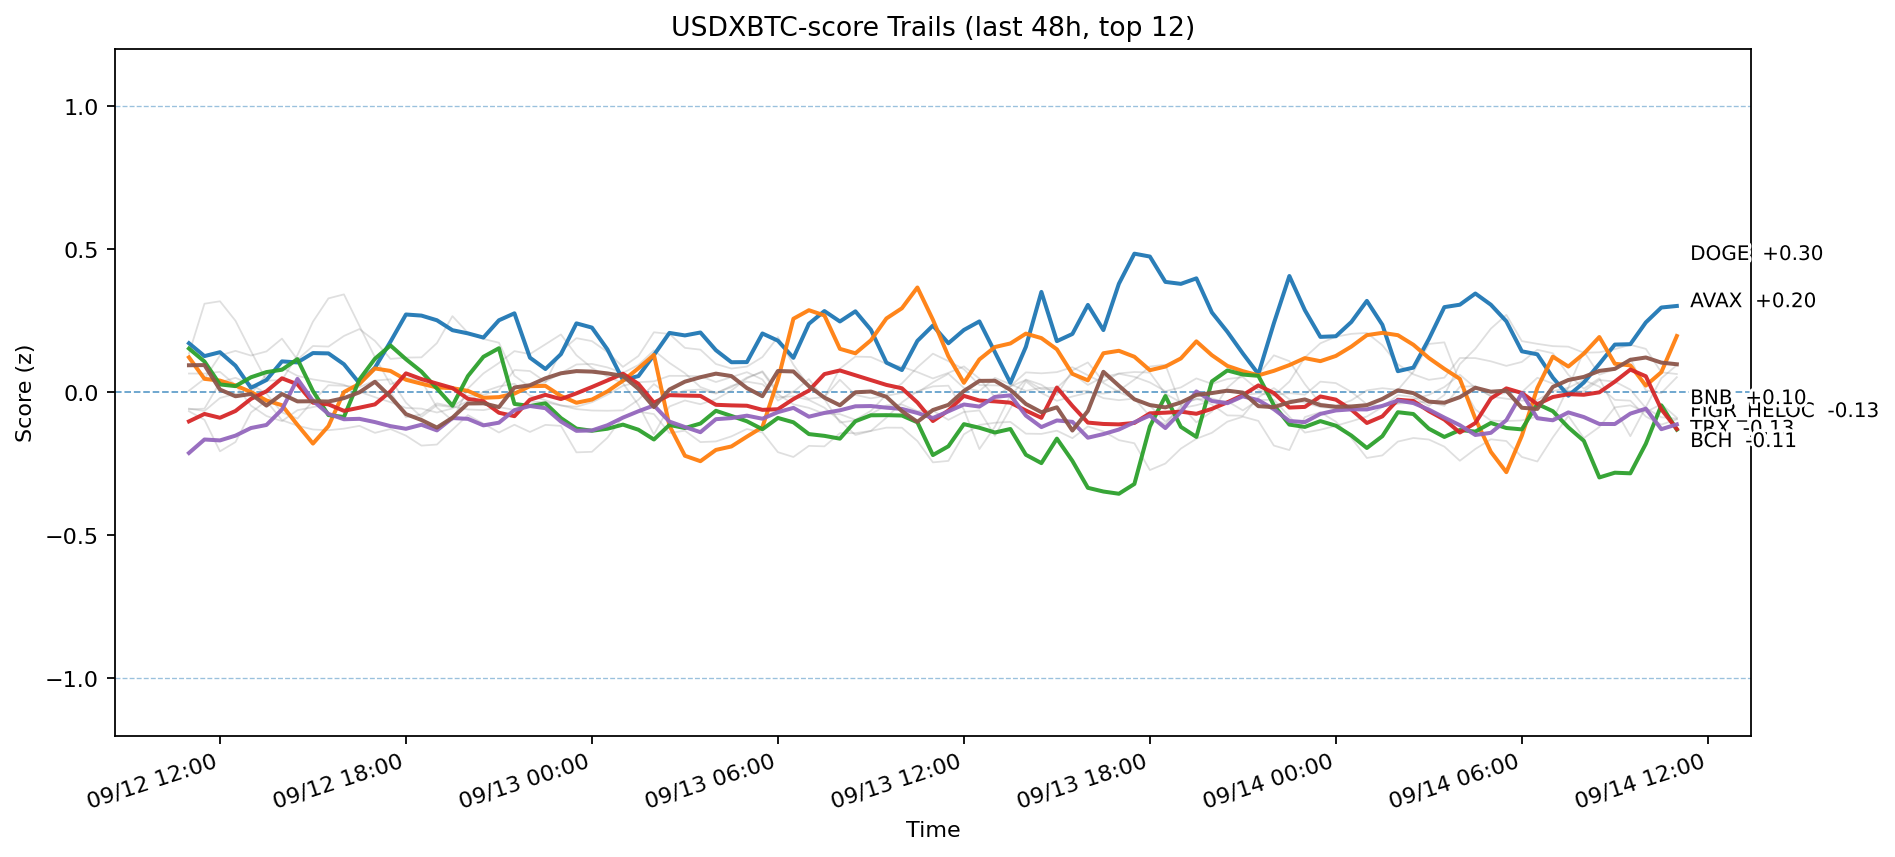 USDXBTC-score Trails (last 48h, top 12)
Score (z)
1.0
0.5
0.0
−0.5
−1.0
DOGE +0.30
AVAX +0.20
BNB +0.10
FIGR_HELOC -0.13
TRX -0.13
BCH -0.11
09/12 12:00
09/12 18:00
09/13 00:00
09/13 06:00
09/13 12:00
09/13 18:00
09/14 00:00
09/14 06:00
09/14 12:00
Time